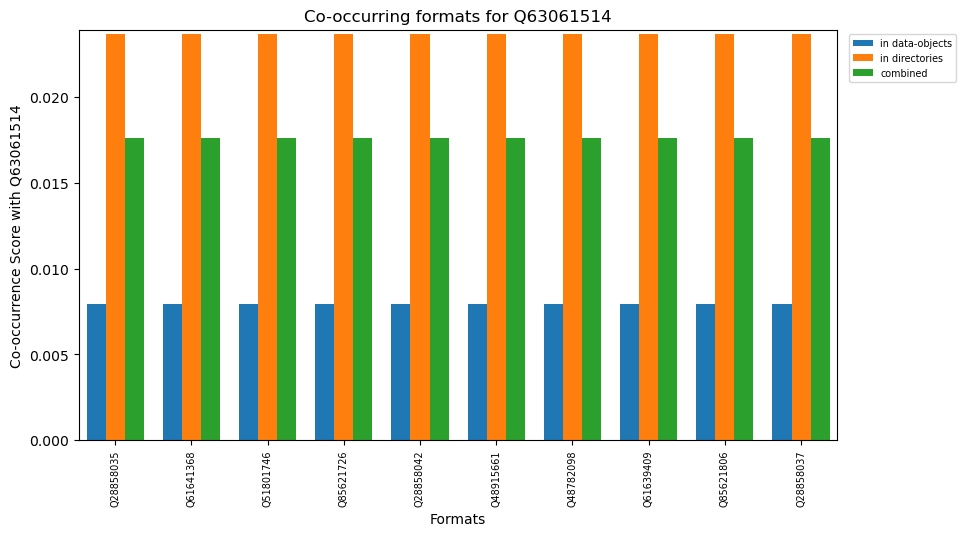 Co-occurring formats for Q63061514
in data-objects
in directories
combined
Co-occurrence Score with Q63061514
0.020
0.015
0.010
0.005
0.000
Q28858035
Q61641368
Q51801746
Q85621726
Q28858042
Q48915661
Q48782098
Q61639409
Q85621806
Q28858037
Formats